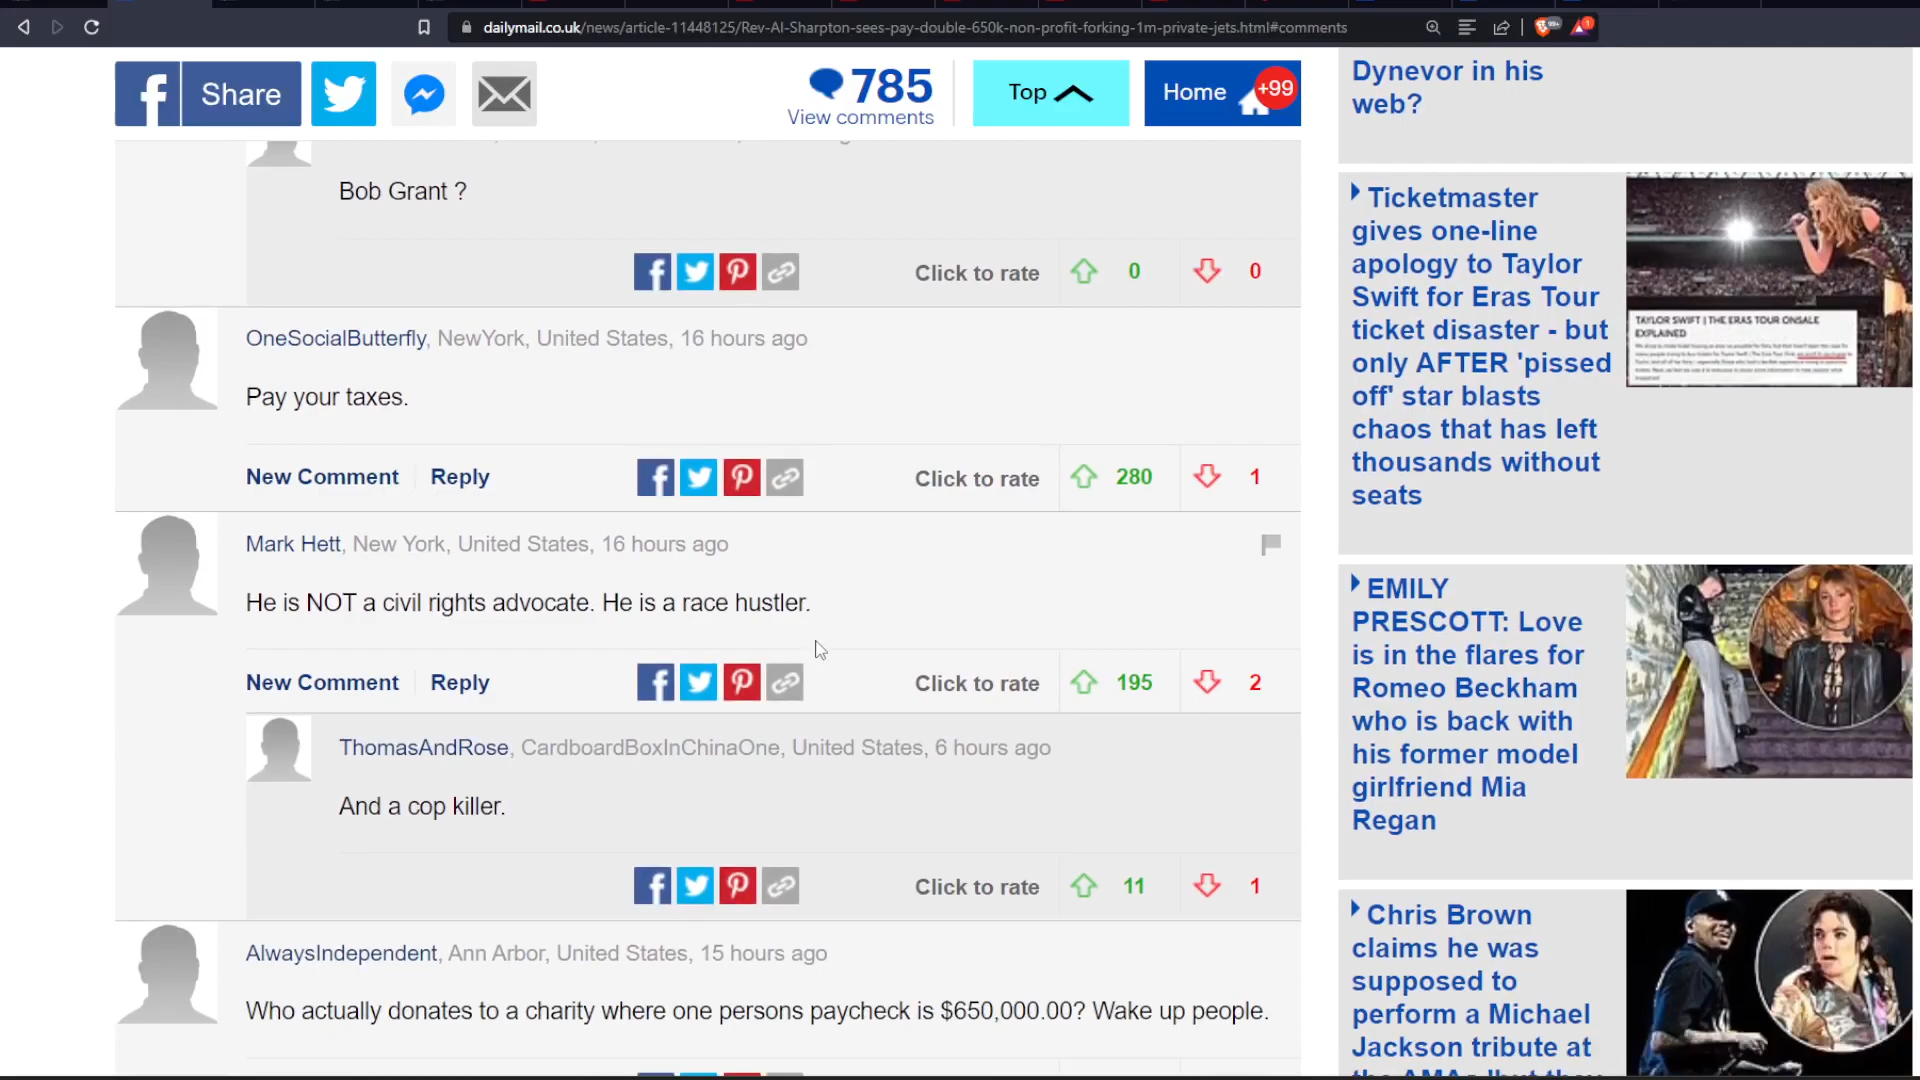 dailymail.co.uk/news/article-11448125/Rev-Al-Sharpton-sees-pay-double-650k-non-profit-forking-1m-private-jets.html#comments
99+
1
Share
785
View comments
Top
Home
+99
Bob Grant ?
Click to rate 0 0
OneSocialButterfly, NewYork, United States, 16 hours ago
Pay your taxes.
New Comment Reply Click to rate 280 1
Mark Hett, New York, United States, 16 hours ago
He is NOT a civil rights advocate. He is a race hustler.
New Comment Reply Click to rate 195 2
ThomasAndRose, CardboardBoxInChinaOne, United States, 6 hours ago
And a cop killer.
Click to rate 11 1
AlwaysIndependent, Ann Arbor, United States, 15 hours ago
Who actually donates to a charity where one persons paycheck is $650,000.00? Wake up people.
Dynevor in his
web?
Ticketmaster
gives one-line
apology to Taylor
Swift for Eras Tour
ticket disaster - but
only AFTER 'pissed
off' star blasts
chaos that has left
thousands without
seats
TAYLOR SWIFT | THE ERAS TOUR ONSALE
EXPLAINED
EMILY
PRESCOTT: Love
is in the flares for
Romeo Beckham
who is back with
his former model
girlfriend Mia
Regan
Chris Brown
claims he was
supposed to
perform a Michael
Jackson tribute at
the AMAs 'but they